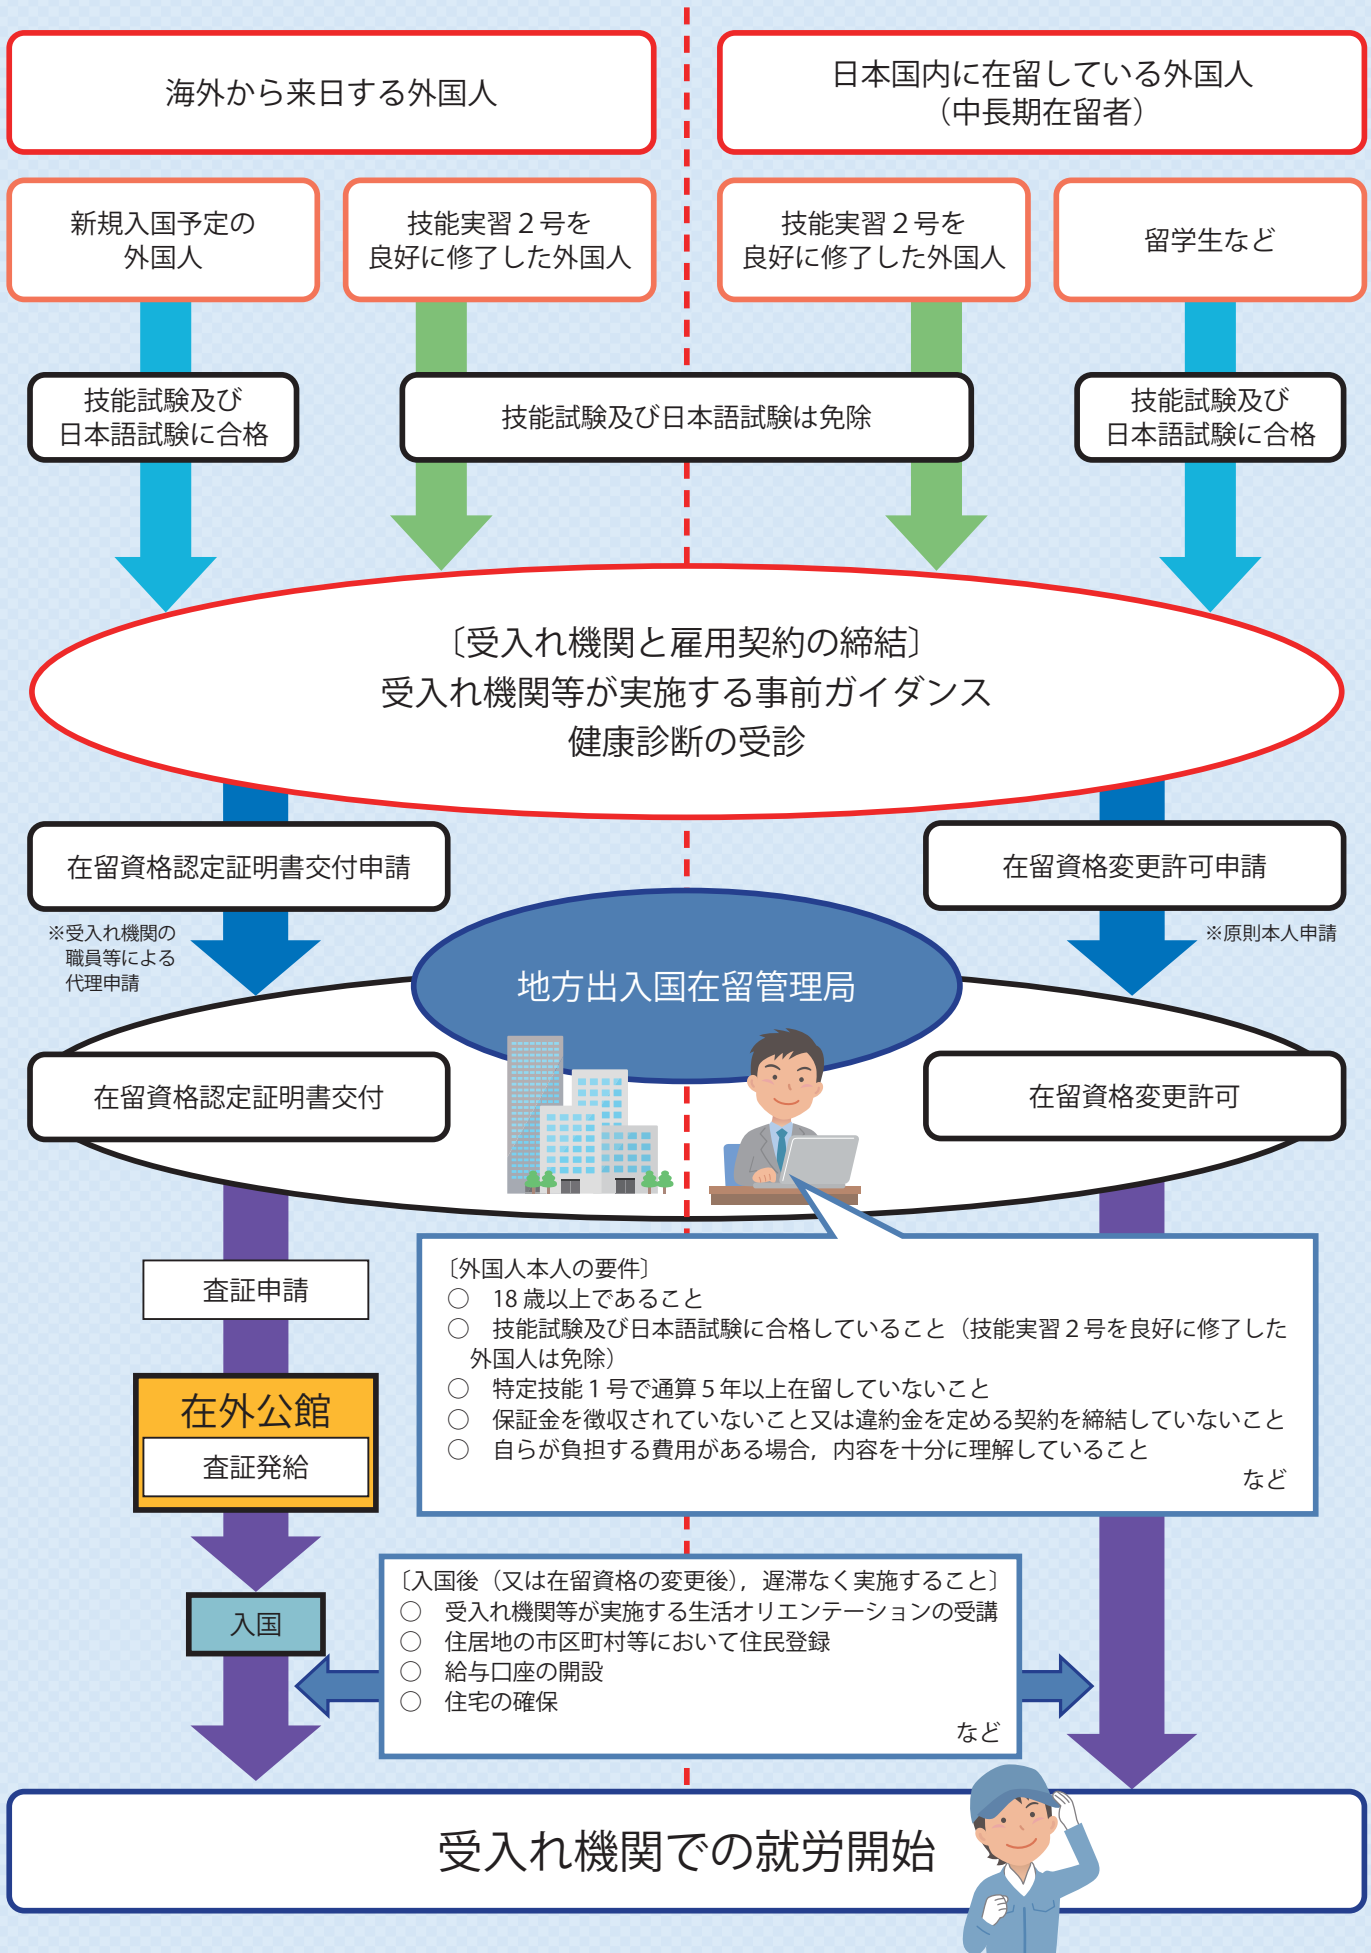 海外から来日する外国人
日本国内に在留している外国人
（中長期在留者）
新規入国予定の
外国人
技能実習２号を
良好に修了した外国人
技能実習２号を
良好に修了した外国人
留学生など
技能試験及び
日本語試験に合格
技能試験及び日本語試験は免除
技能試験及び
日本語試験に合格
〔受入れ機関と雇用契約の締結〕
受入れ機関等が実施する事前ガイダンス
健康診断の受診
在留資格認定証明書交付申請
在留資格変更許可申請
※受入れ機関の
職員等による
代理申請
※原則本人申請
地方出入国在留管理局
在留資格認定証明書交付
在留資格変更許可
査証申請
在外公館
査証発給
〔外国人本人の要件〕
○　18 歳以上であること
○　技能試験及び日本語試験に合格していること（技能実習２号を良好に修了した
外国人は免除）
○　特定技能１号で通算５年以上在留していないこと
○　保証金を徴収されていないこと又は違約金を定める契約を締結していないこと
○　自らが負担する費用がある場合，内容を十分に理解していること
など
入国
〔入国後（又は在留資格の変更後），遅滞なく実施すること〕
○　受入れ機関等が実施する生活オリエンテーションの受講
○　住居地の市区町村等において住民登録
○　給与口座の開設
○　住宅の確保
など
受入れ機関での就労開始